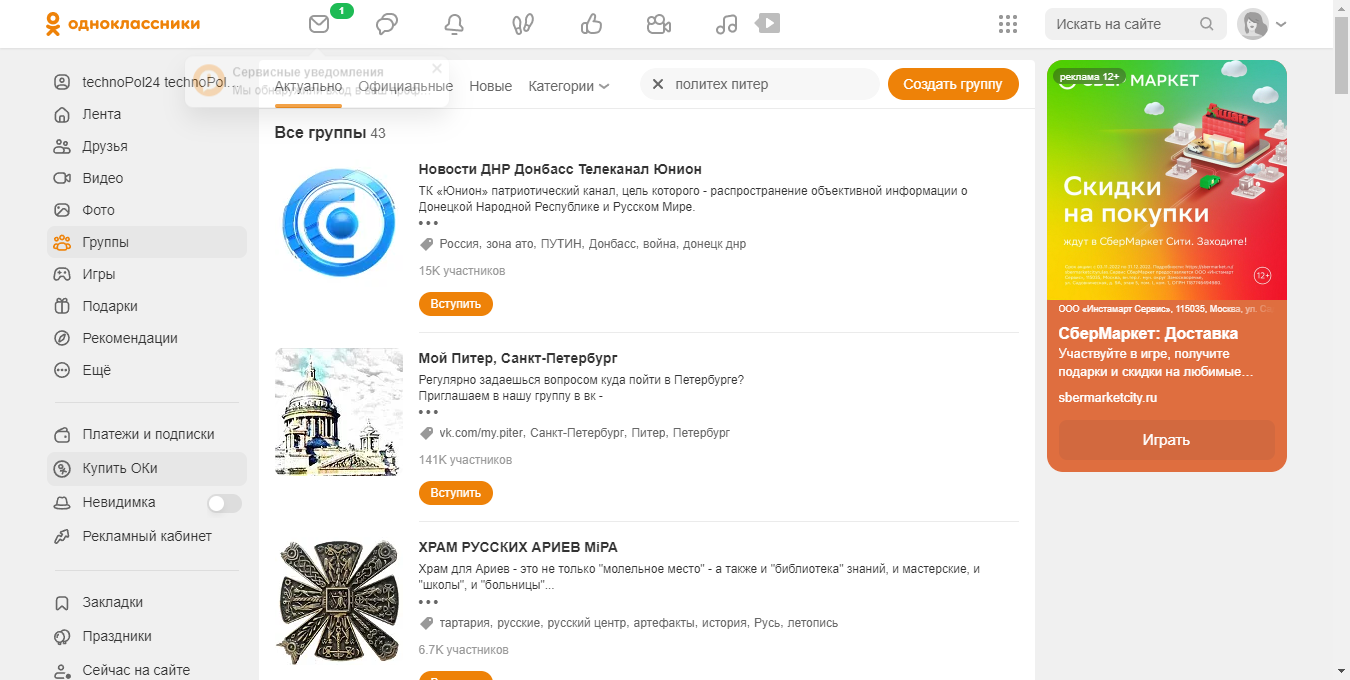 одноклассники
1
Искать на сайте
technoPol24 technoPol...
Лента
Друзья
Видео
Фото
Группы
Игры
Подарки
Рекомендации
Ещё
Платежи и подписки
Купить ОКи
Невидимка
Рекламный кабинет
Закладки
Праздники
Сейчас на сайте
Сервисные уведомления
Мы обнаружили вход в ваш
Актуально Официальные Новые Категории
политех питер
Создать группу
Все группы 43
Новости ДНР Донбасс Телеканал Юнион
ТК «Юнион» патриотический канал, цель которого - распространение объективной информации о
Донецкой Народной Республике и Русском Мире.
•••
Россия, зона ато, ПУТИН, Донбасс, война, донецк днр
15K участников
Вступить
Мой Питер, Санкт-Петербург
Регулярно задаешься вопросом куда пойти в Петербурге?
Приглашаем в нашу группу в вк -
•••
vk.com/my.piter, Санкт-Петербург, Питер, Петербург
141K участников
Вступить
ХРАМ РУССКИХ АРИЕВ МiРА
Храм для Ариев - это не только "молельное место" - а также и "библиотека" знаний, и мастерские, и
"школы", и "больницы"...
•••
тартария, русские, русский центр, артефакты, история, Русь, летопись
6.7K участников
реклама 12+
СБЕР МАРКЕТ
АШАН
Скидки
на покупки
ждут в СберМаркет Сити. Заходите!
12+
ООО «Инстамарт Сервис», 115035, Москва, ул.
СберМаркет: Доставка
Участвуйте в игре, получите
подарки и скидки на любимые...
sbermarketcity.ru
Играть